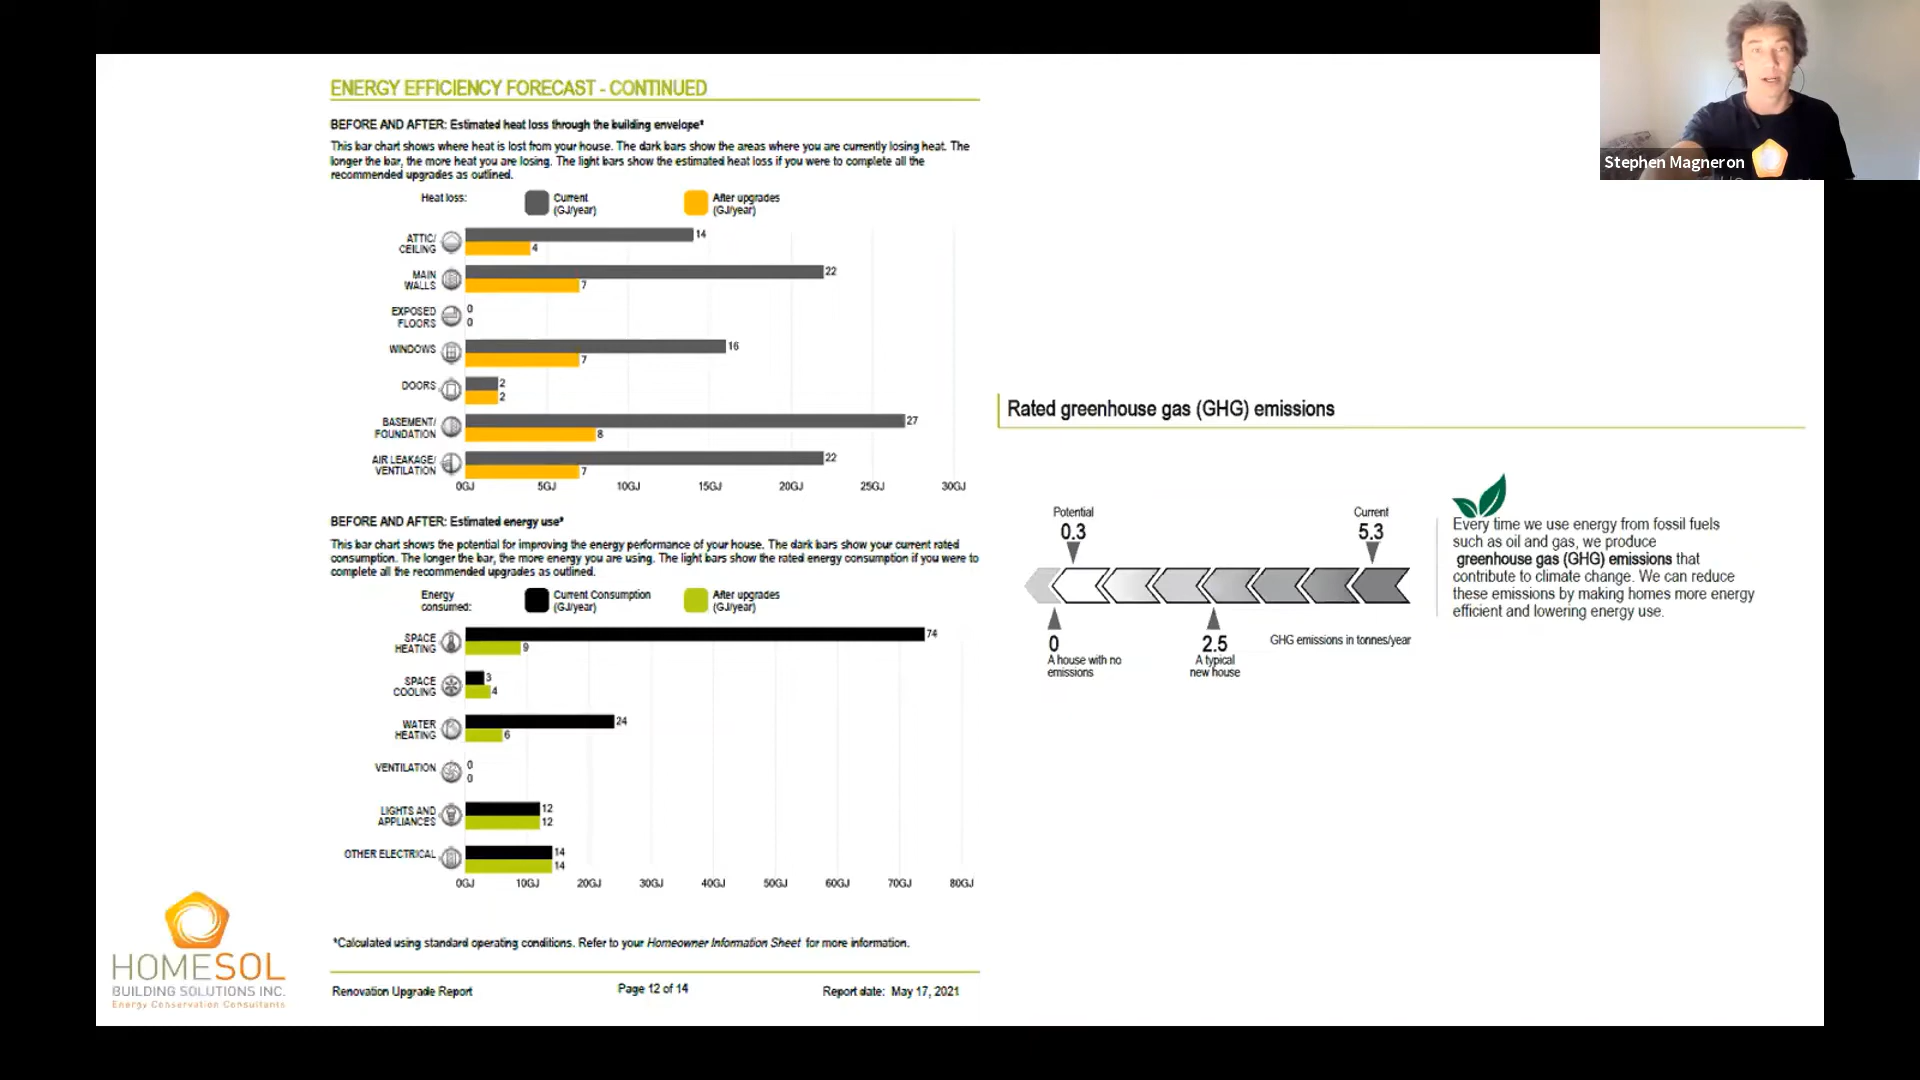 ENERGY EFFICIENCY FORECAST - CONTINUED
BEFORE AND AFTER: Estimated heat loss through the building envelope*
This bar chart shows where heat is lost from your house. The dark bars show the areas where you are currently losing heat. The
longer the bar, the more heat you are losing. The light bars show the estimated heat loss if you were to complete all the
recommended upgrades as outlined.
Heat loss:
Current
(GJ/year)
After upgrades
(GJ/year)
ATTIC/
CEILING
14
4
MAIN
WALLS
22
7
EXPOSED
FLOORS
0
0
WINDOWS
16
7
DOORS
2
2
BASEMENT/
FOUNDATION
27
8
AIR LEAKAGE/
VENTILATION
22
7
0GJ 5GJ 10GJ 15GJ 20GJ 25GJ 30GJ
BEFORE AND AFTER: Estimated energy use*
This bar chart shows the potential for improving the energy performance of your house. The dark bars show your current rated
consumption. The longer the bar, the more energy you are using. The light bars show the rated energy consumption if you were to
complete all the recommended upgrades as outlined.
Energy
consumed:
Current Consumption
(GJ/year)
After upgrades
(GJ/year)
SPACE
HEATING
74
9
SPACE
COOLING
3
4
WATER
HEATING
24
6
VENTILATION
0
0
LIGHTS AND
APPLIANCES
12
12
OTHER ELECTRICAL
14
14
0GJ 10GJ 20GJ 30GJ 40GJ 50GJ 60GJ 70GJ 80GJ
*Calculated using standard operating conditions. Refer to your Homeowner Information Sheet for more information.
Renovation Upgrade Report
Page 12 of 14
Report date: May 17, 2021
HOMESOL
BUILDING SOLUTIONS INC.
Energy Conservation Consultants
Rated greenhouse gas (GHG) emissions
Potential
0.3
Current
5.3
0
A house with no
emissions
2.5
A typical
new house
GHG emissions in tonnes/year
Every time we use energy from fossil fuels
such as oil and gas, we produce
greenhouse gas (GHG) emissions that
contribute to climate change. We can reduce
these emissions by making homes more energy
efficient and lowering energy use.
Stephen Magneron